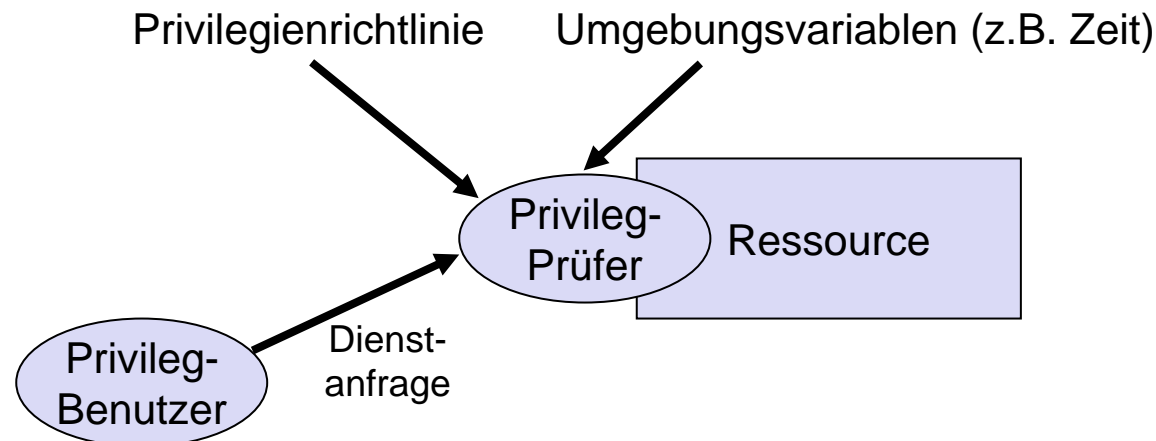 Privilegienrichtlinie
Umgebungsvariablen (z.B. Zeit)
Privileg-
Prüfer
Ressource
Dienst-
anfrage
Privileg-
Benutzer